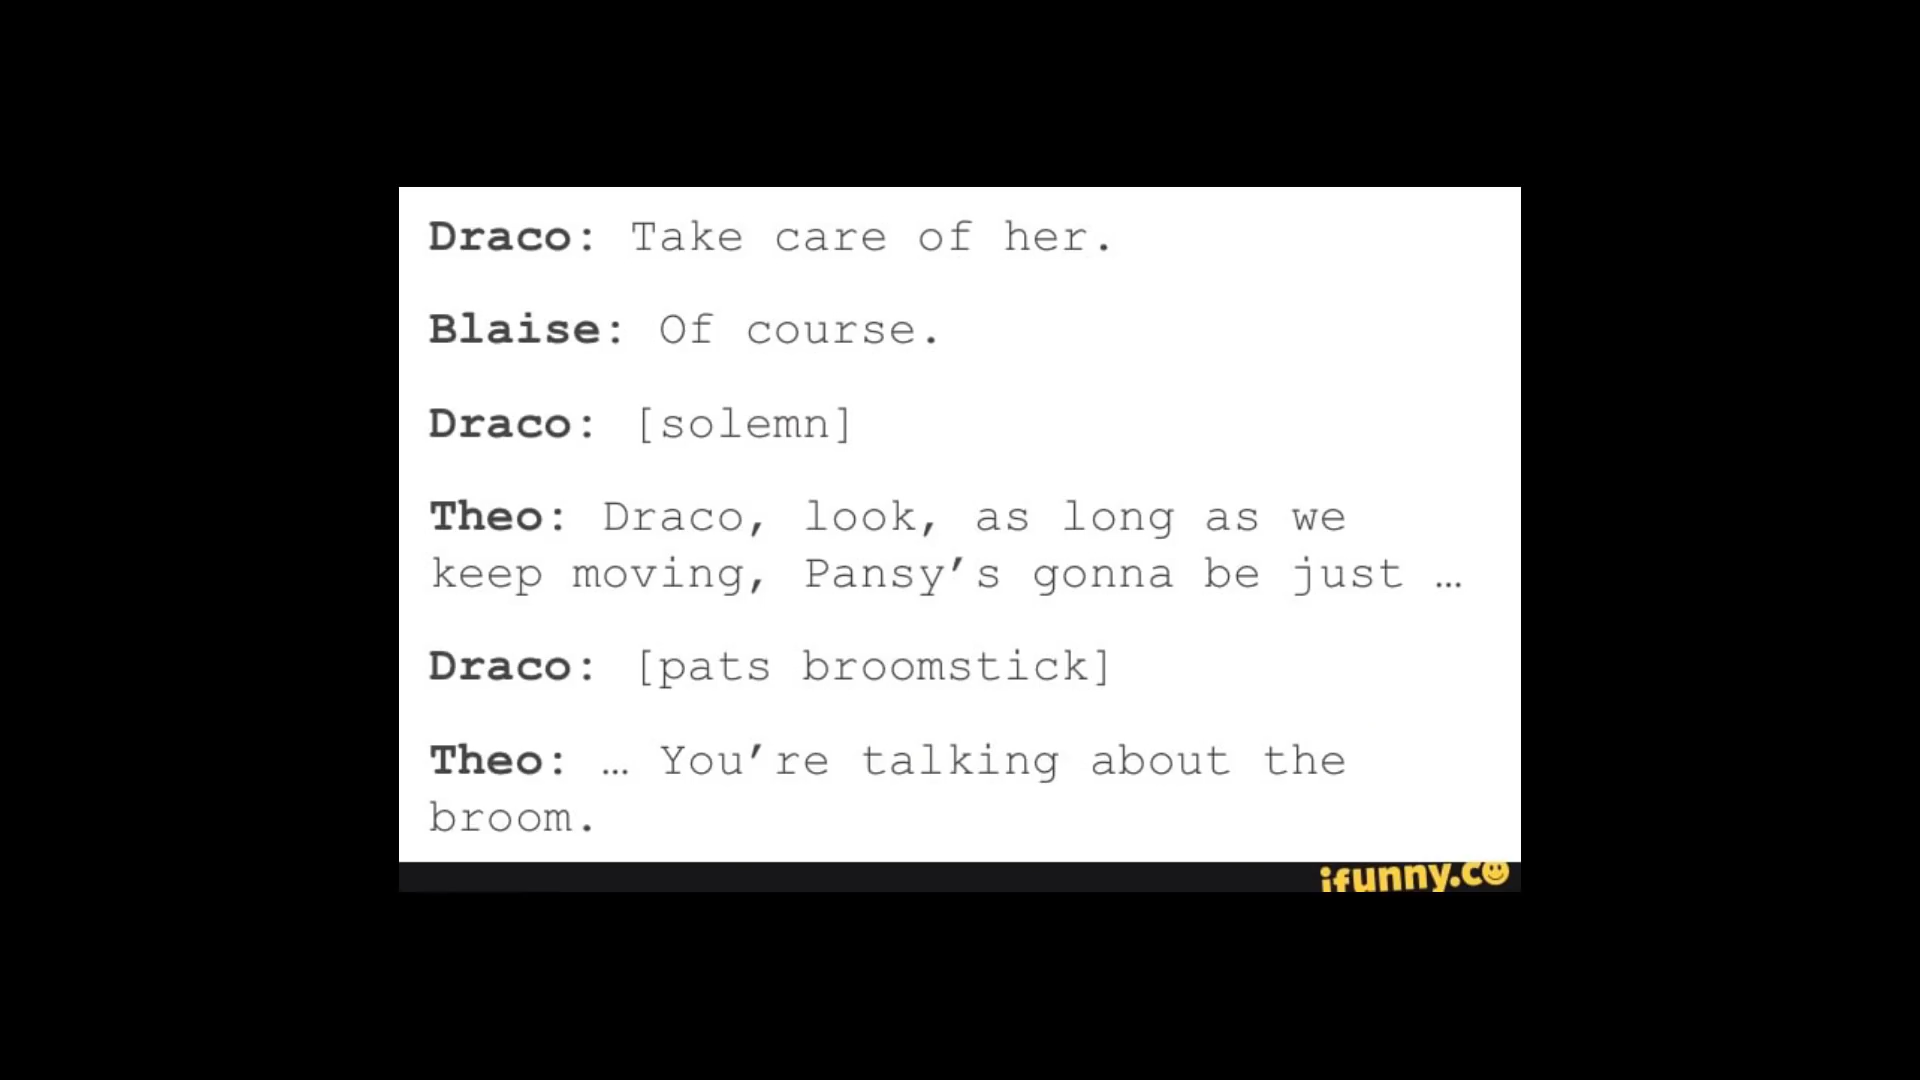 Draco: Take care of her.
Blaise: Of course.
Draco: [solemn]
Theo: Draco, look, as long as we
keep moving, Pansy’s gonna be just …
Draco: [pats broomstick]
Theo: … You’re talking about the
broom.
ifunny.co